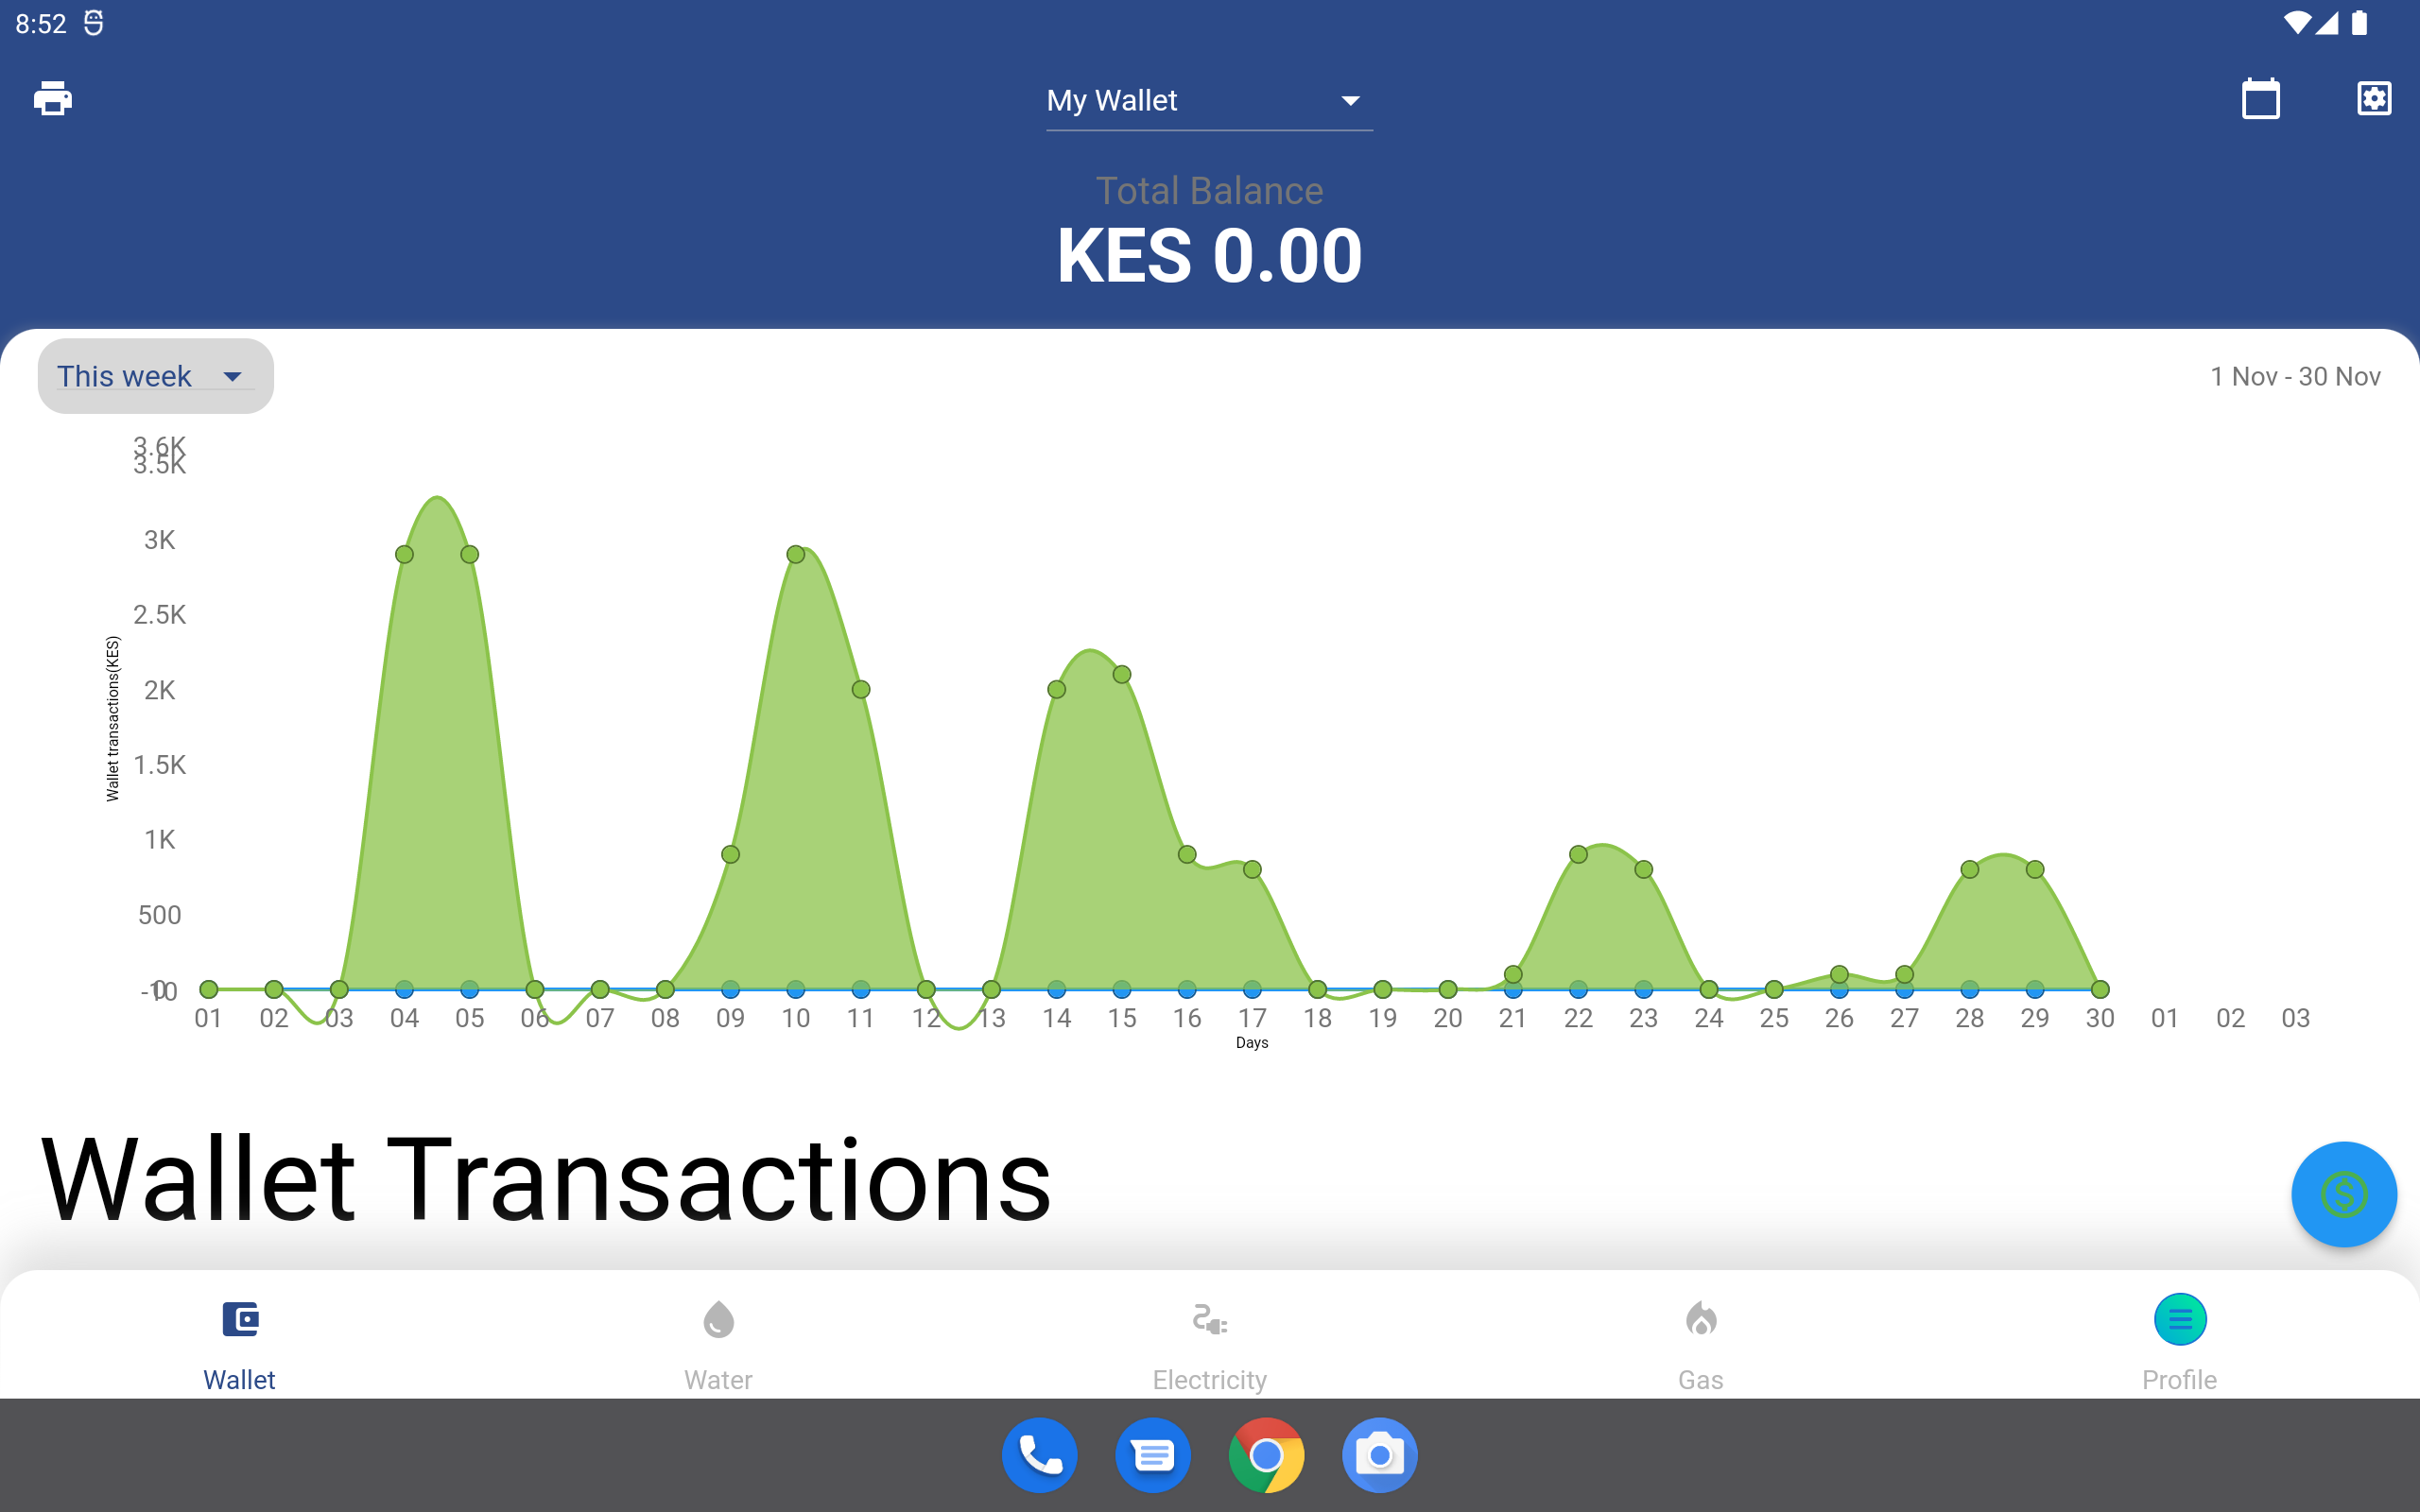 8:52
My Wallet
Total Balance
KES 0.00
This week
1 Nov - 30 Nov
3.6K
3.5K
3K
2.5K
2K
1.5K
1K
500
0
-10
Wallet transactions(KES)
01 02 03 04 05 06 07 08 09 10 11 12 13 14 15 16 17 18 19 20 21 22 23 24 25 26 27 28 29 30 01 02 03
Days
Wallet Transactions
Wallet Water Electricity Gas Profile